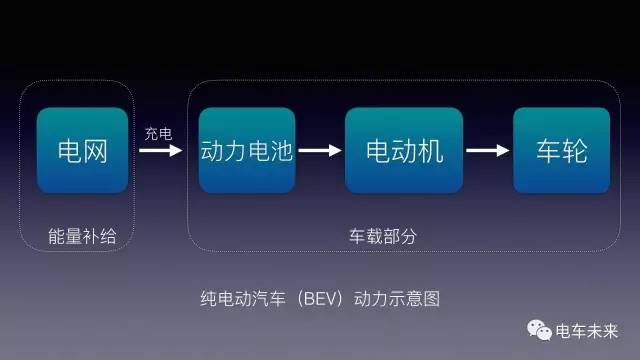 充电
电网
动力电池
电动机
车轮
能量补给
车载部分
纯电动汽车（BEV）动力示意图
电车未来